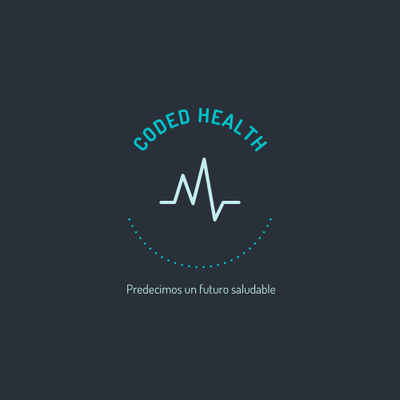 CODED HEALTH
Predecimos un futuro saludable